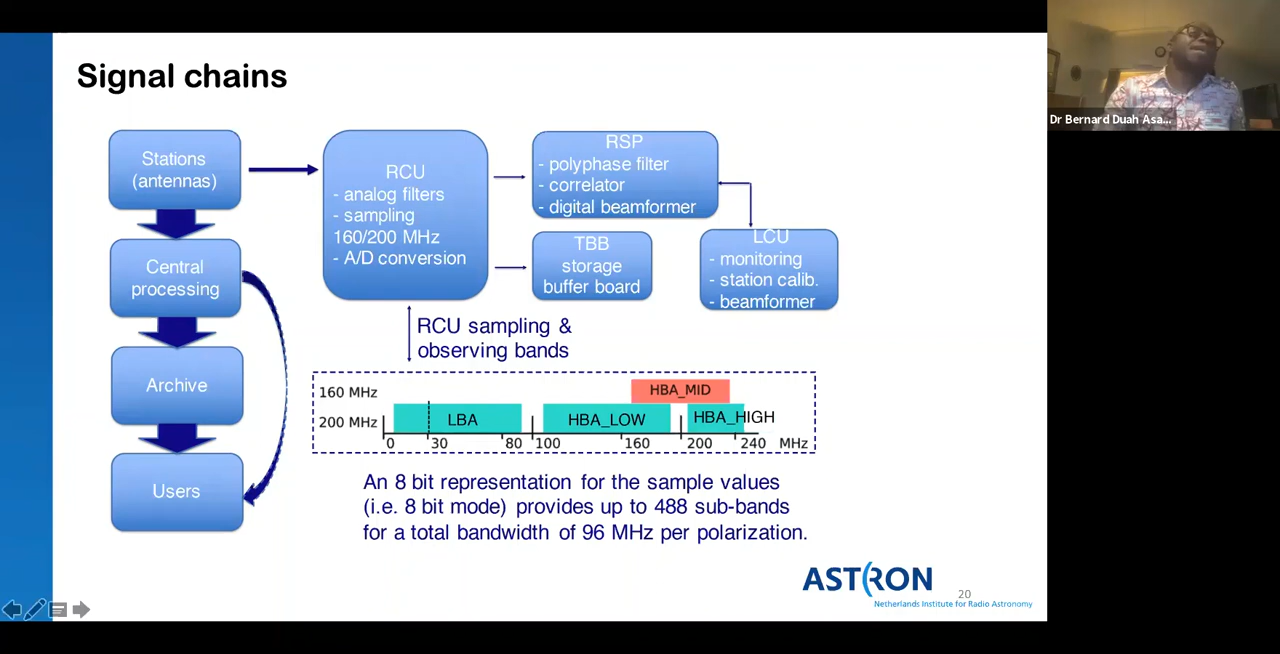 Signal chains
Stations
(antennas)
Central
processing
Archive
Users
RCU
- analog filters
- sampling
160/200 MHz
- A/D conversion
RSP
- polyphase filter
- correlator
- digital beamformer
TBB
storage
buffer board
LCU
- monitoring
- station calib.
- beamformer
RCU sampling &
observing bands
160 MHz
HBA_MID
200 MHz
LBA
HBA_LOW
HBA_HIGH
0 30 80 100 160 200 240 MHz
An 8 bit representation for the sample values
(i.e. 8 bit mode) provides up to 488 sub-bands
for a total bandwidth of 96 MHz per polarization.
ASTRON
20
Netherlands Institute for Radio Astronomy
Dr Bernard Duah Asa...